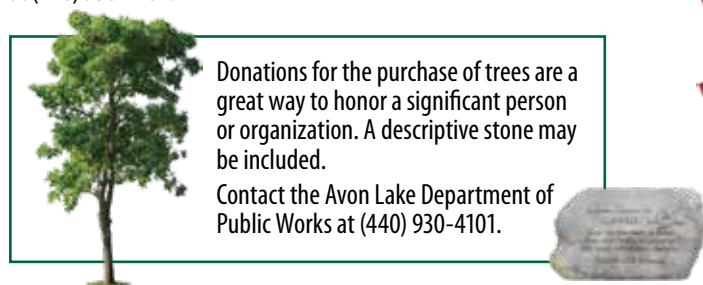 Donations for the purchase of trees are a
great way to honor a significant person
or organization. A descriptive stone may
be included.
Contact the Avon Lake Department of
Public Works at (440) 930-4101.